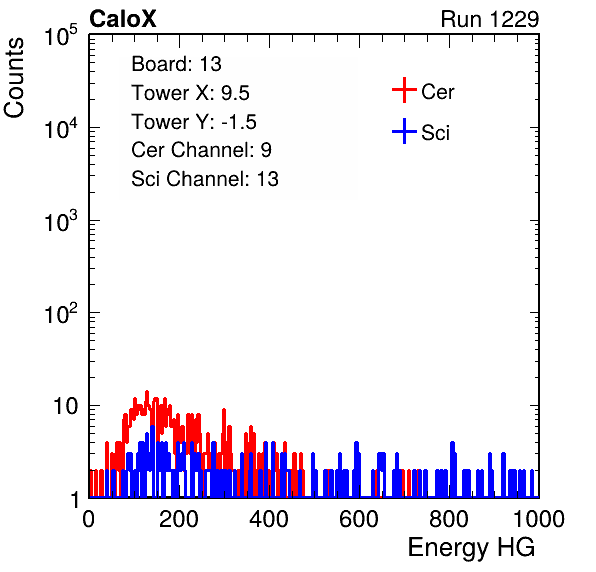 CaloX Run 1229
Counts
10^5
10^4
10^3
10^2
10
1
Board: 13
Tower X: 9.5
Tower Y: -1.5
Cer Channel: 9
Sci Channel: 13
Cer
Sci
0 200 400 600 800 1000
Energy HG